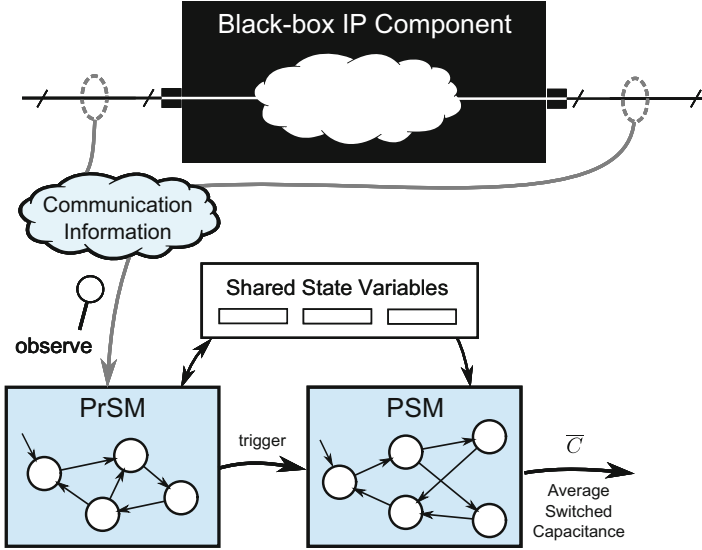 Black-box IP Component
Communication
Information
Shared State Variables
observe
PrSM
trigger
PSM
C̅
Average
Switched
Capacitance